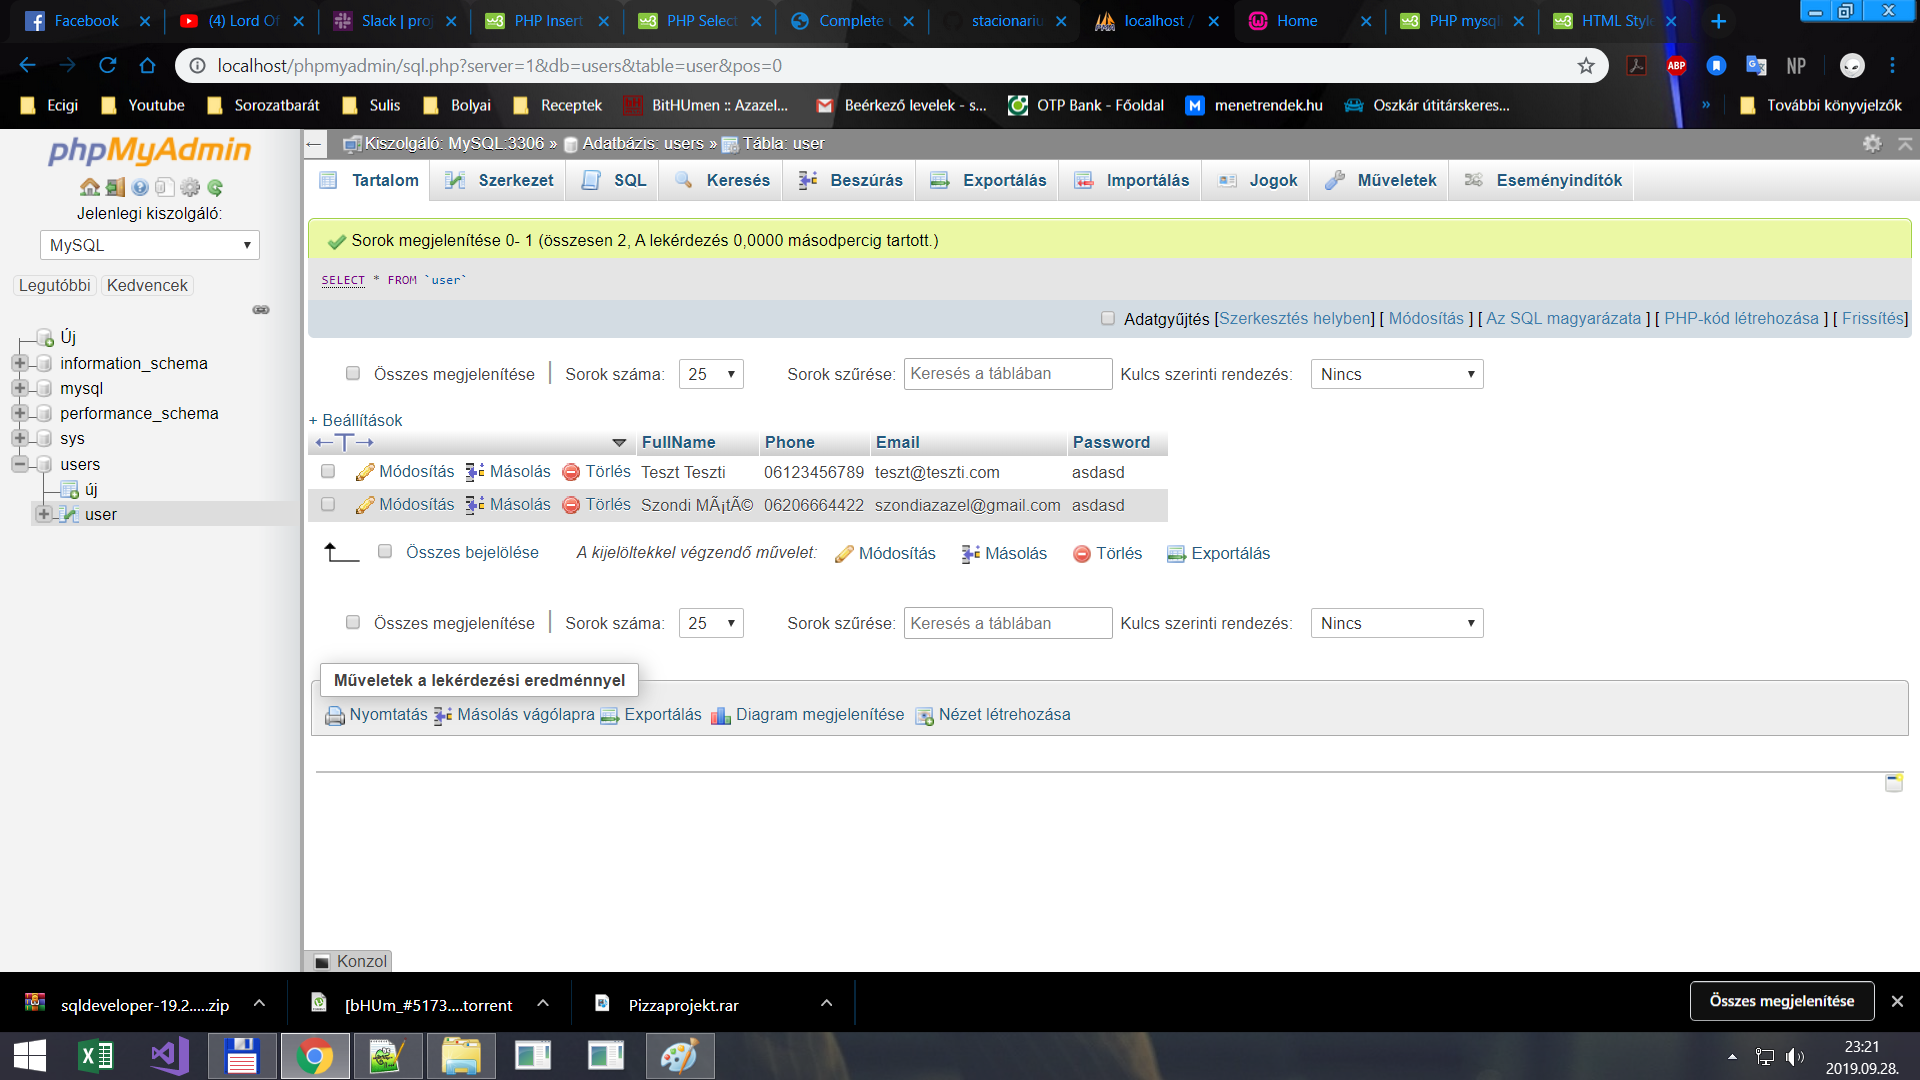 Facebook
(4) Lord Of
Slack | proj
PHP Insert
PHP Select
Complete u
stacionariu
localhost /
Home
PHP mysql
HTML Style
localhost/phpmyadmin/sql.php?server=1&db=users&table=user&pos=0
ABP
NP
Ecigi
Youtube
Sorozatbarát
Sulis
Bolyai
Receptek
BitHUmen :: Azazel...
Beérkező levelek - s...
OTP Bank - Főoldal
menetrendek.hu
Oszkár útitárskeres...
»
További könyvjelzők
phpMyAdmin
Jelenlegi kiszolgáló:
MySQL
Legutóbbi
Kedvencek
Új
information_schema
mysql
performance_schema
sys
users
új
user
Kiszolgáló: MySQL:3306 » Adatbázis: users » Tábla: user
Tartalom
Szerkezet
SQL
Keresés
Beszúrás
Exportálás
Importálás
Jogok
Műveletek
Eseményindítók
Sorok megjelenítése 0- 1 (összesen 2, A lekérdezés 0,0000 másodpercig tartott.)
SELECT * FROM `user`
Adatgyűjtés [Szerkesztés helyben] [ Módosítás ] [ Az SQL magyarázata ] [ PHP-kód létrehozása ] [ Frissítés]
Összes megjelenítése | Sorok száma: 25 Sorok szűrése: Keresés a táblában Kulcs szerinti rendezés: Nincs
+ Beállítások
←T→ FullName Phone Email Password
Módosítás Másolás Törlés Teszt Teszti 06123456789 teszt@teszti.com asdasd
Módosítás Másolás Törlés Szondi MÃ¡tÃ© 06206664422 szondiazazel@gmail.com asdasd
Összes bejelölése A kijelöltekkel végzendő művelet: Módosítás Másolás Törlés Exportálás
Összes megjelenítése | Sorok száma: 25 Sorok szűrése: Keresés a táblában Kulcs szerinti rendezés: Nincs
Műveletek a lekérdezési eredménnyel
Nyomtatás Másolás vágólapra Exportálás Diagram megjelenítése Nézet létrehozása
Konzol
sqldeveloper-19.2.....zip
[bHUm_#5173....torrent
Pizzaprojekt.rar
Összes megjelenítése
23:21
2019.09.28.